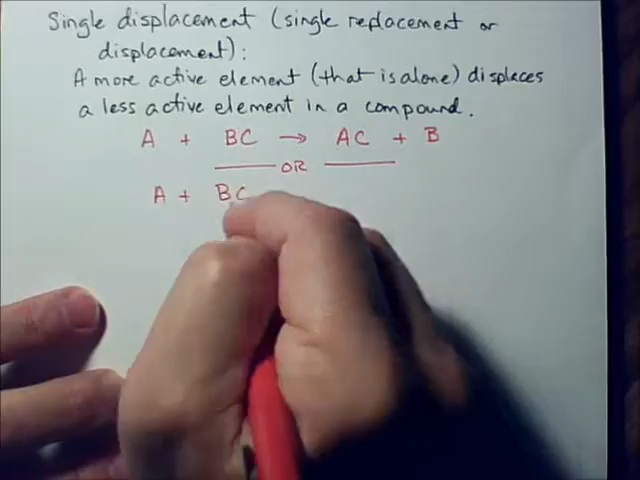 Single displacement (single replacement or
displacement):
A more active element (that is alone) displaces
a less active element in a compound.
A + BC → AC + B
OR
A + BC